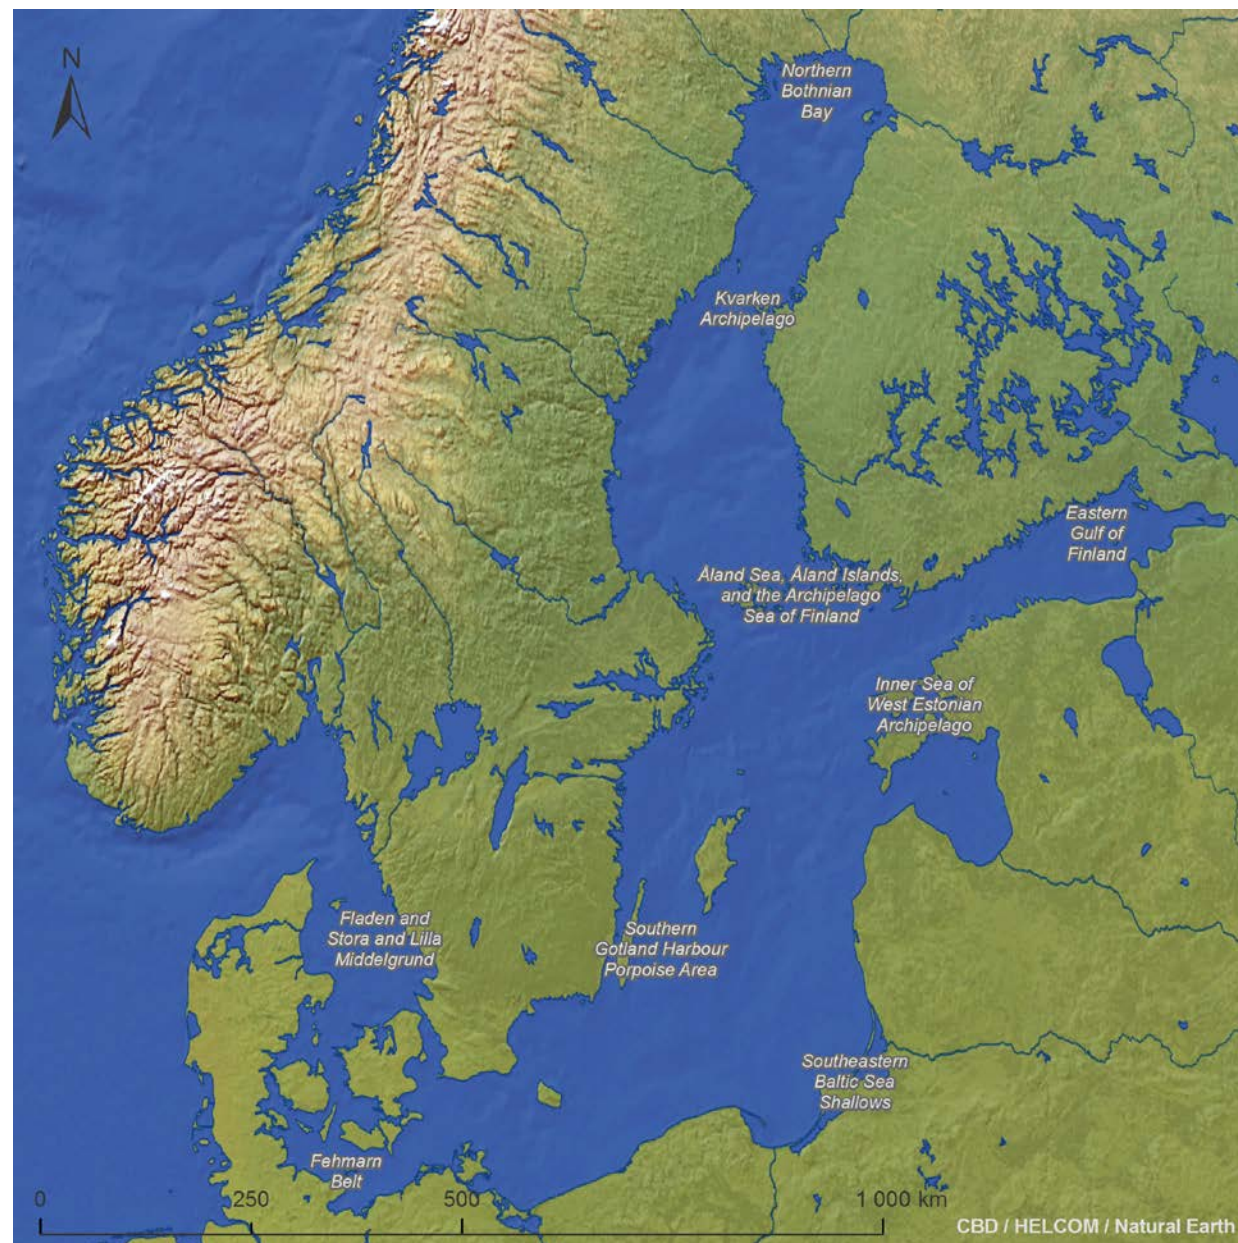 N
Northern
Bothnian
Bay
Kvarken
Archipelago
Eastern
Gulf of
Finland
Åland Sea, Åland Islands,
and the Archipelago
Sea of Finland
Inner Sea of
West Estonian
Archipelago
Fladen and
Stora and Lilla
Middelgrund
Southern
Gotland Harbour
Porpoise Area
Southeastern
Baltic Sea
Shallows
Fehmarn
Belt
0 250 500 1 000 km
CBD / HELCOM / Natural Earth